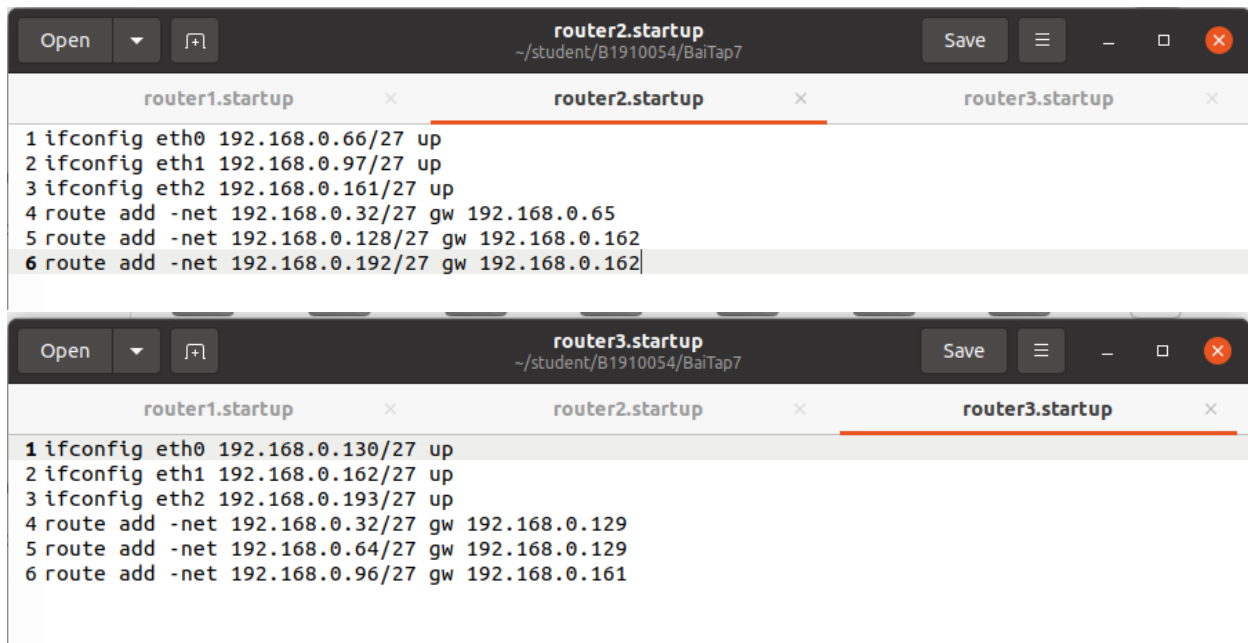 Open
router2.startup
~/student/B1910054/BaiTap7
Save
router1.startup
router2.startup
router3.startup
1 ifconfig eth0 192.168.0.66/27 up
2 ifconfig eth1 192.168.0.97/27 up
3 ifconfig eth2 192.168.0.161/27 up
4 route add -net 192.168.0.32/27 gw 192.168.0.65
5 route add -net 192.168.0.128/27 gw 192.168.0.162
6 route add -net 192.168.0.192/27 gw 192.168.0.162
Open
router3.startup
~/student/B1910054/BaiTap7
Save
router1.startup
router2.startup
router3.startup
1 ifconfig eth0 192.168.0.130/27 up
2 ifconfig eth1 192.168.0.162/27 up
3 ifconfig eth2 192.168.0.193/27 up
4 route add -net 192.168.0.32/27 gw 192.168.0.129
5 route add -net 192.168.0.64/27 gw 192.168.0.129
6 route add -net 192.168.0.96/27 gw 192.168.0.161